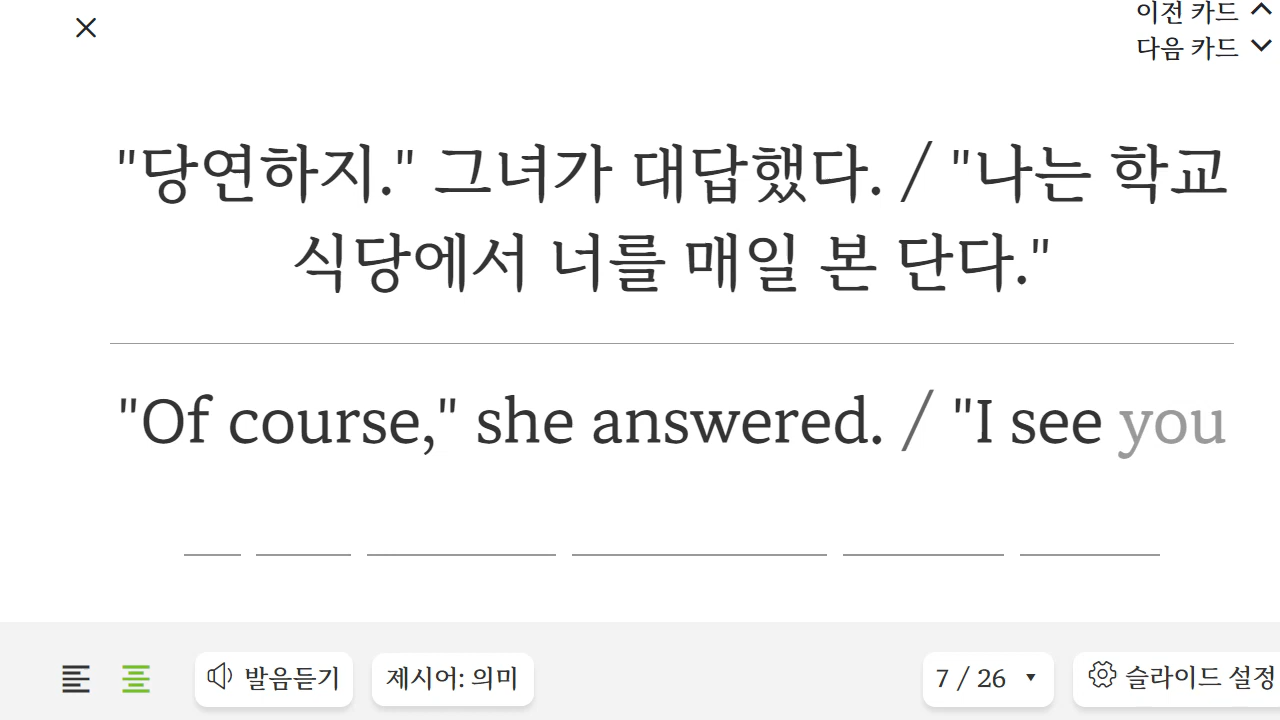 이전 카드
다음 카드
"당연하지." 그녀가 대답했다. / "나는 학교
식당에서 너를 매일 본 단다."
"Of course," she answered. / "I see you
발음듣기
제시어: 의미
7 / 26
슬라이드 설정